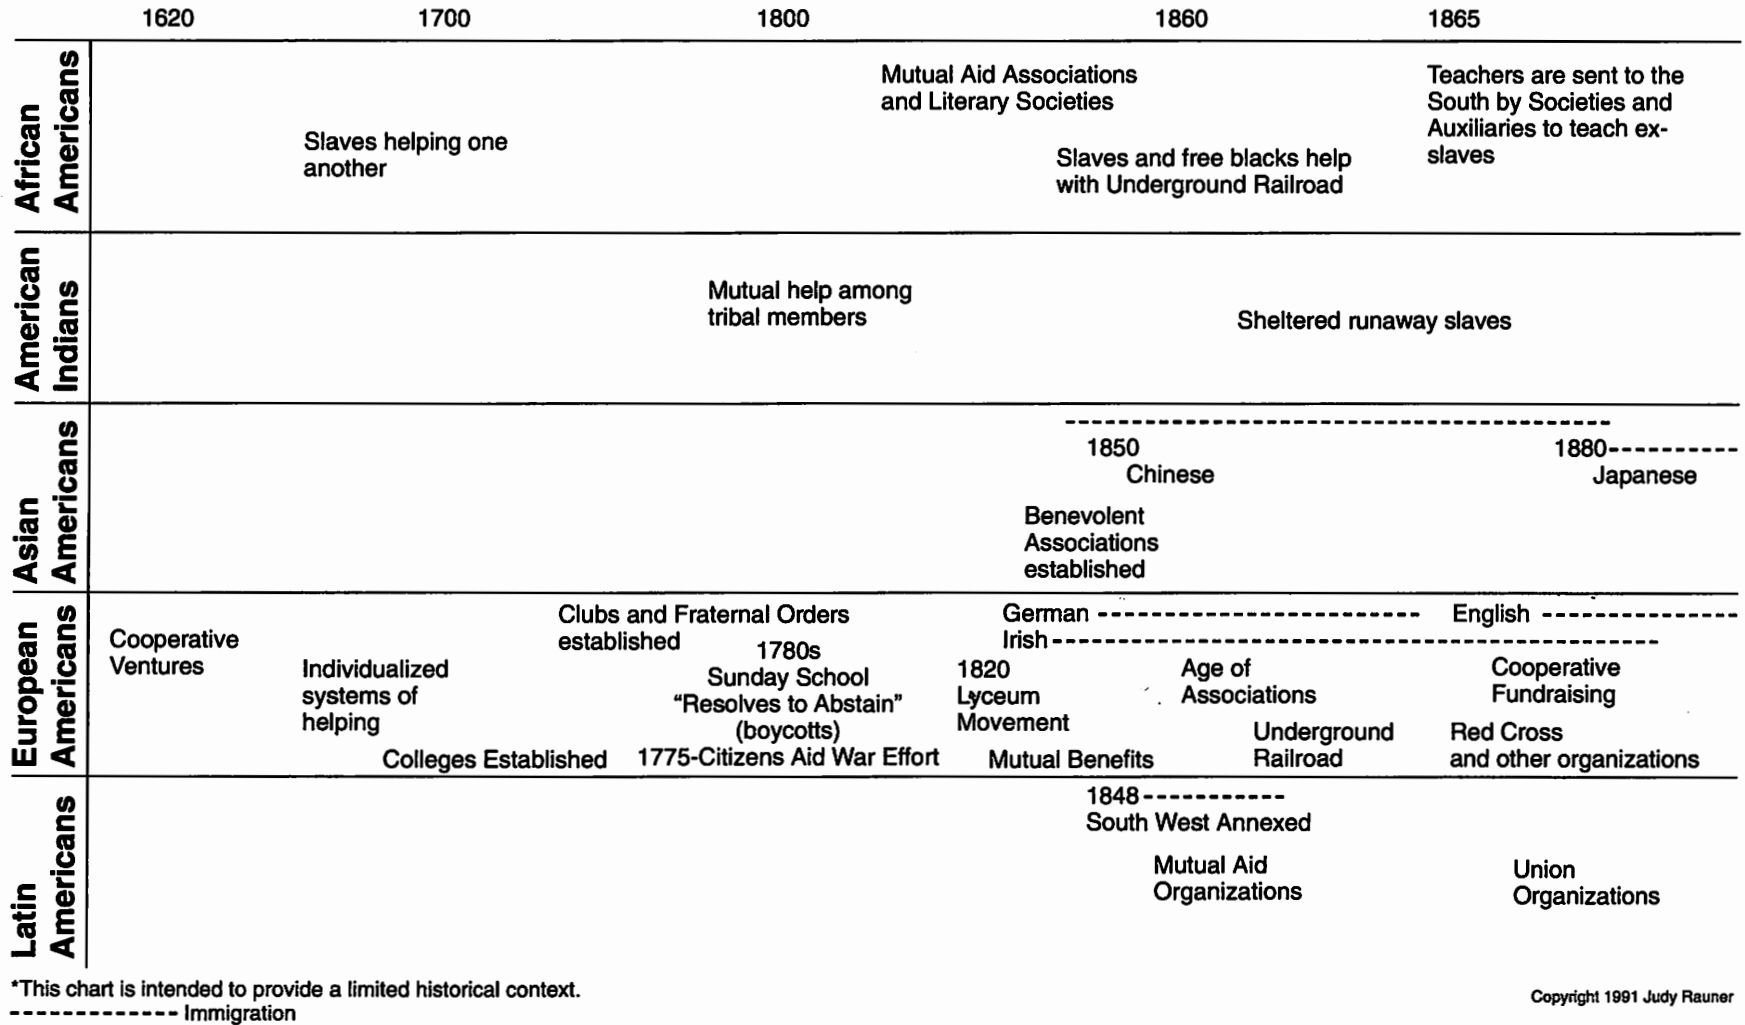 1620 1700 1800 1860 1865
African
Americans
Mutual Aid Associations
and Literary Societies
Teachers are sent to the
South by Societies and
Auxiliaries to teach ex-
slaves
Slaves helping one
another
Slaves and free blacks help
with Underground Railroad
American
Indians
Mutual help among
tribal members
Sheltered runaway slaves
Asian
Americans
1850
Chinese
1880
Japanese
Benevolent
Associations
established
European
Americans
Cooperative
Ventures
Individualized
systems of
helping
Colleges Established
Clubs and Fraternal Orders
established
1780s
Sunday School
“Resolves to Abstain”
(boycotts)
1775-Citizens Aid War Effort
German
Irish
English
1820
Lyceum
Movement
Mutual Benefits
Age of
Associations
Underground
Railroad
Cooperative
Fundraising
Red Cross
and other organizations
Latin
Americans
1848
South West Annexed
Mutual Aid
Organizations
Union
Organizations
*This chart is intended to provide a limited historical context.
Immigration
Copyright 1991 Judy Rauner